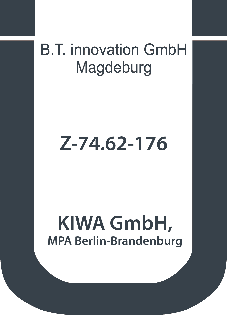 B.T. innovation GmbH
Magdeburg
Z-74.62-176
KIWA GmbH,
MPA Berlin-Brandenburg